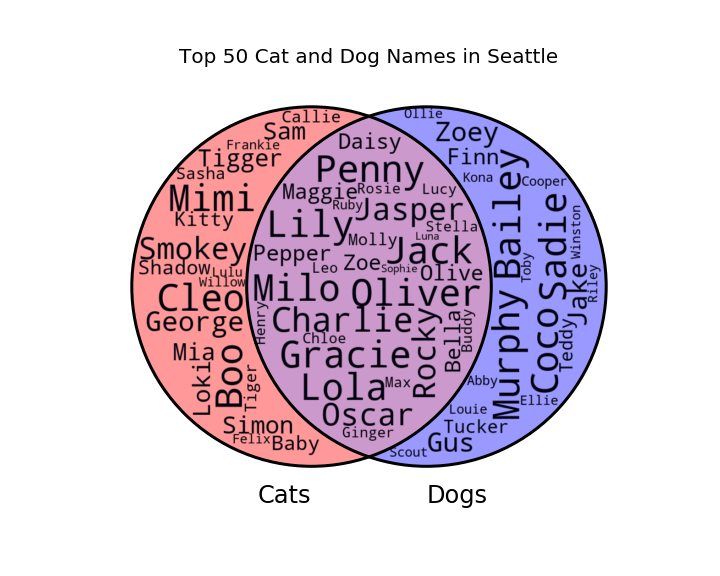 Top 50 Cat and Dog Names in Seattle
Callie
Sam
Frankie
Tigger
Sasha
Mimi
Kitty
Smokey
Shadow
Lulu
Willow
Cleo
George
Mia
Loki
Boo
Tiger
Simon
Felix
Baby
Daisy
Penny
Maggie
Rosie
Lucy
Ruby
Jasper
Lily
Stella
Luna
Molly
Jack
Pepper
Zoe
Leo
Sophie
Olive
Milo
Oliver
Henry
Charlie
Rocky
Bella
Buddy
Chloe
Gracie
Lola
Max
Oscar
Ginger
Ollie
Zoey
Finn
Kona
Bailey
Cooper
Sadie
Winston
Toby
Jake
Riley
Murphy
Coco
Teddy
Abby
Ellie
Louie
Tucker
Gus
Scout
Cats
Dogs